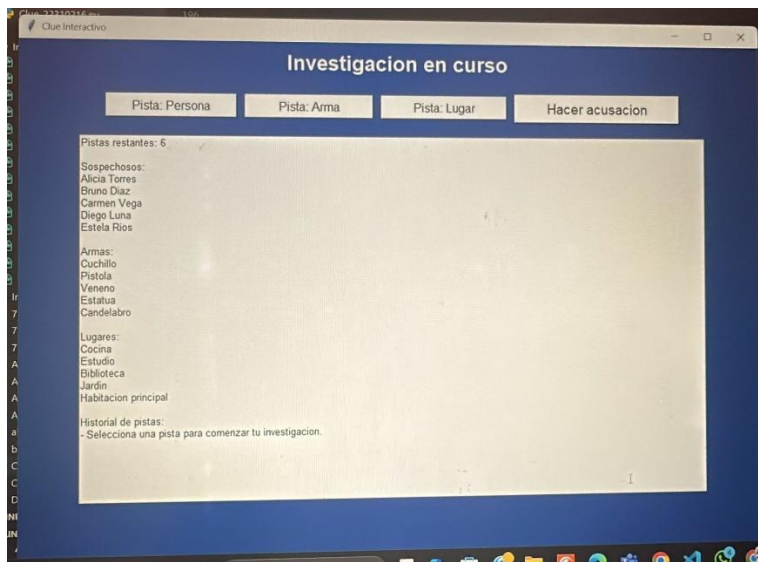 Clue Interactivo
Investigacion en curso
Pista: Persona
Pista: Arma
Pista: Lugar
Hacer acusacion
Pistas restantes: 6
Sospechosos:
Alicia Torres
Bruno Diaz
Carmen Vega
Diego Luna
Estela Rios
Armas:
Cuchillo
Pistola
Veneno
Estatua
Candelabro
Lugares:
Cocina
Estudio
Biblioteca
Jardin
Habitacion principal
Historial de pistas:
- Selecciona una pista para comenzar tu investigacion.